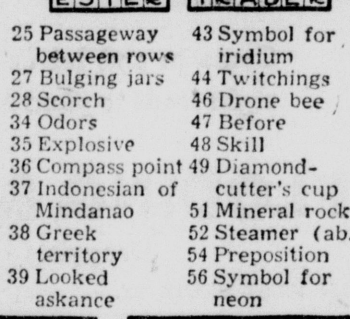 ESTER TRADER
25 Passageway
between rows
27 Bulging jars
28 Scorch
34 Odors
35 Explosive
36 Compass point
37 Indonesian of
Mindanao
38 Greek
territory
39 Looked
askance
43 Symbol for
iridium
44 Twitchings
46 Drone bee
47 Before
48 Skill
49 Diamond-
cutter's cup
51 Mineral rock
52 Steamer (ab.
54 Preposition
56 Symbol for
neon